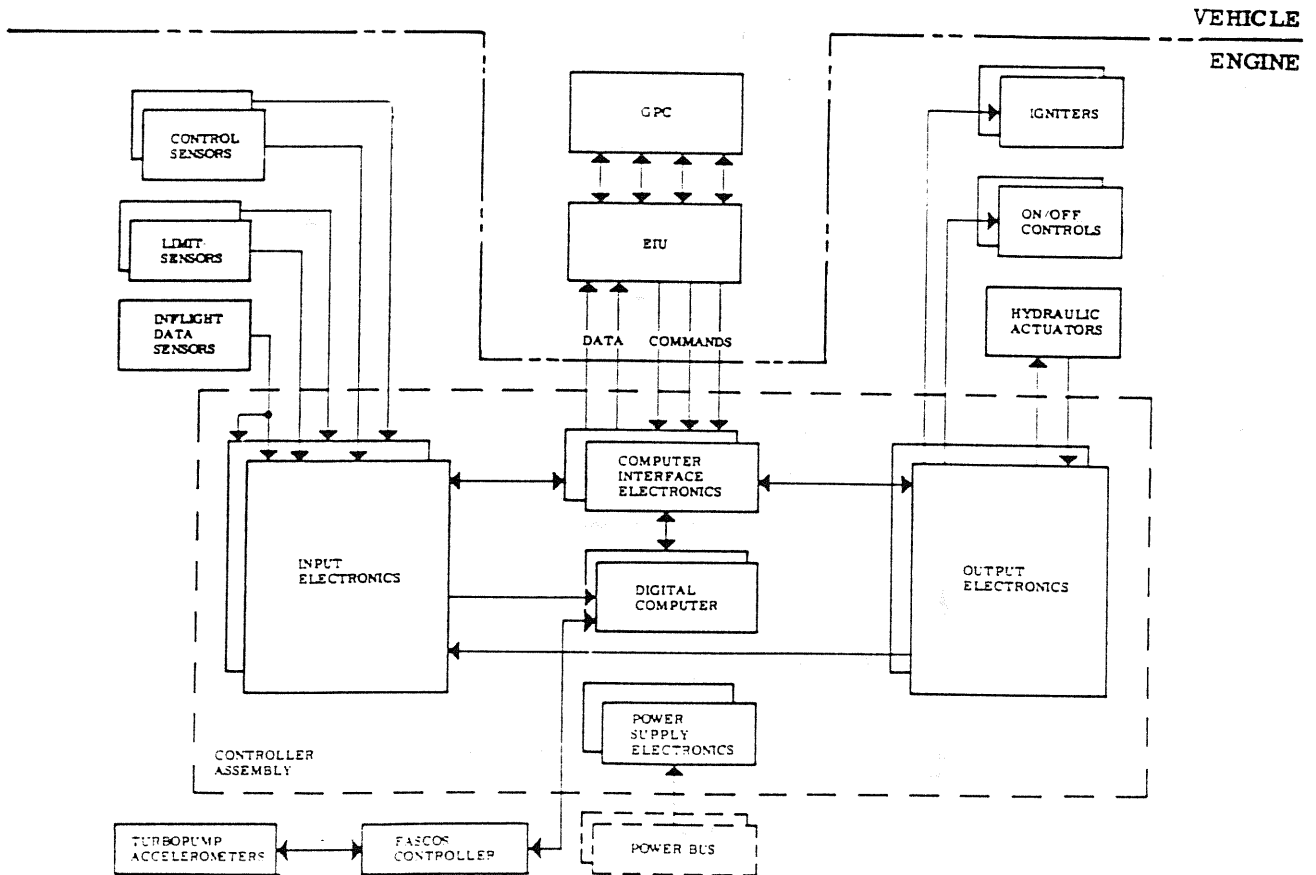 VEHICLE
ENGINE
GPC
IGNITERS
CONTROL
SENSORS
ON/OFF
CONTROLS
LIMIT-
SENSORS
EIU
INFLIGHT
DATA
SENSORS
HYDRAULIC
ACTUATORS
DATA COMMANDS
COMPUTER
INTERFACE
ELECTRONICS
INPUT
ELECTRONICS
OUTPUT
ELECTRONICS
DIGITAL
COMPUTER
POWER
SUPPLY
ELECTRONICS
CONTROLLER
ASSEMBLY
TURBOPUMP
ACCELEROMETERS
FASCOS
CONTROLLER
POWER BUS